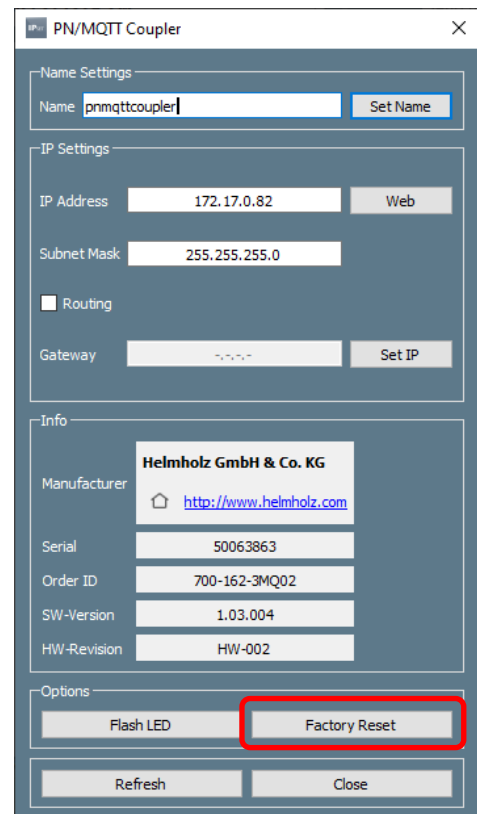 IPSet PN/MQTT Coupler
Name Settings
Name pnmqttcoupler Set Name
IP Settings
IP Address 172.17.0.82 Web
Subnet Mask 255.255.255.0
Routing
Gateway -.-.-.- Set IP
Info
Manufacturer Helmholz GmbH & Co. KG
http://www.helmholz.com
Serial 50063863
Order ID 700-162-3MQ02
SW-Version 1.03.004
HW-Revision HW-002
Options
Flash LED Factory Reset
Refresh Close